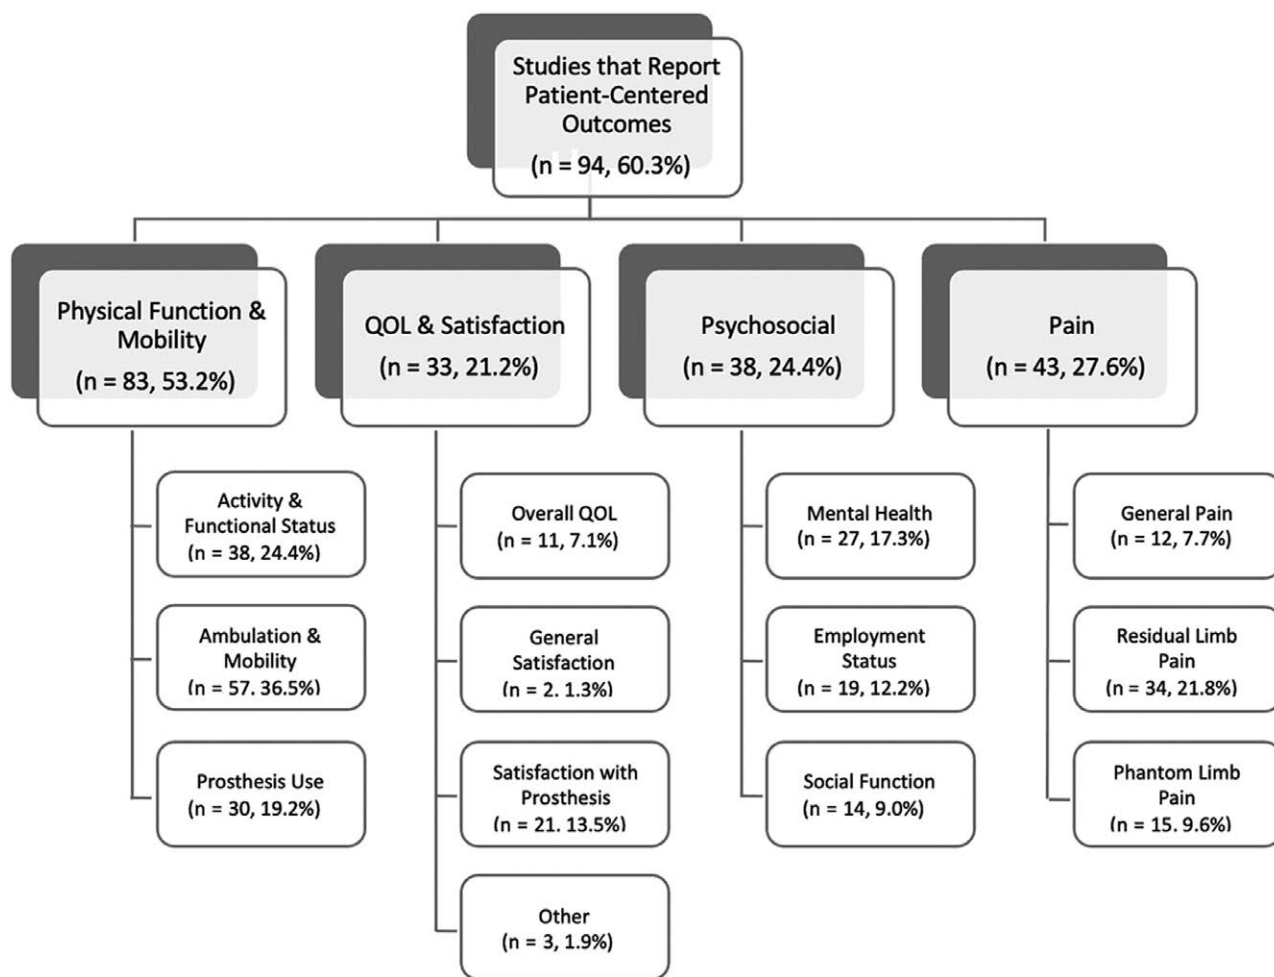 Studies that Report
Patient-Centered
Outcomes
(n = 94, 60.3%)
Physical Function &
Mobility
(n = 83, 53.2%)
QOL & Satisfaction
(n = 33, 21.2%)
Psychosocial
(n = 38, 24.4%)
Pain
(n = 43, 27.6%)
Activity &
Functional Status
(n = 38, 24.4%)
Ambulation &
Mobility
(n = 57. 36.5%)
Prosthesis Use
(n = 30, 19.2%)
Overall QOL
(n = 11, 7.1%)
General
Satisfaction
(n = 2. 1.3%)
Satisfaction with
Prosthesis
(n = 21. 13.5%)
Other
(n = 3, 1.9%)
Mental Health
(n = 27, 17.3%)
Employment
Status
(n = 19, 12.2%)
Social Function
(n = 14, 9.0%)
General Pain
(n = 12, 7.7%)
Residual Limb
Pain
(n = 34, 21.8%)
Phantom Limb
Pain
(n = 15. 9.6%)